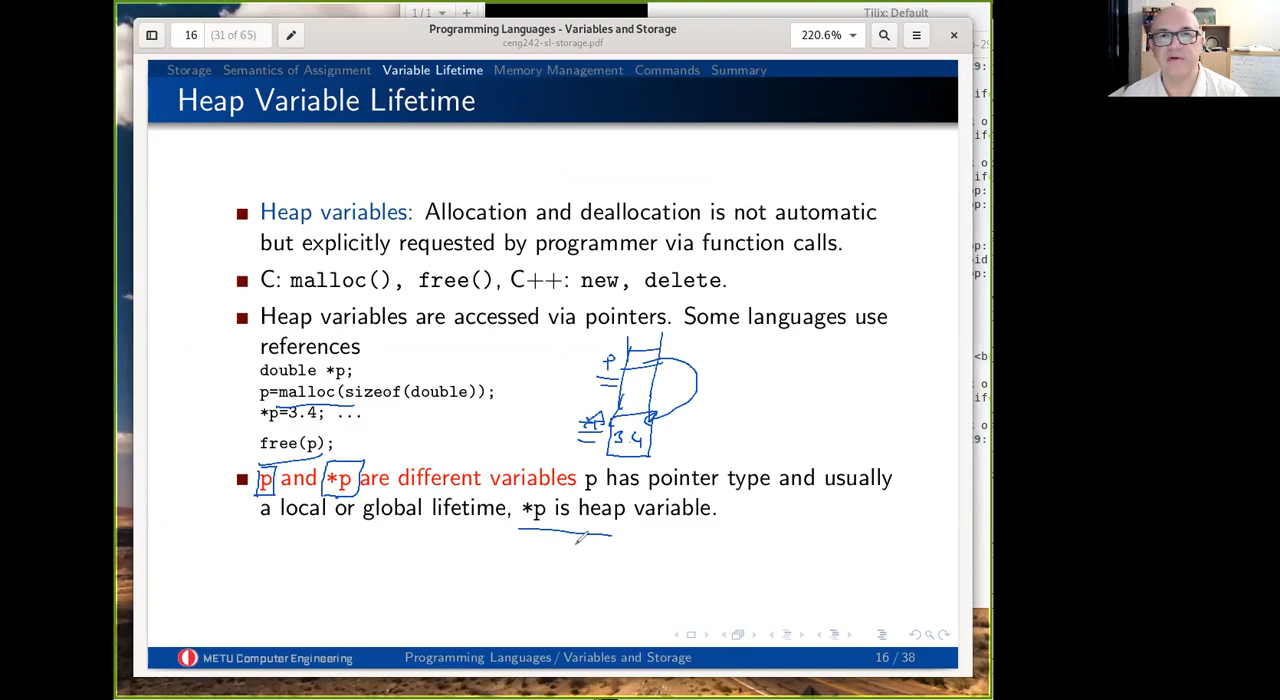 1/1
Tilix: Default
16 (31 of 65)
Programming Languages - Variables and Storage
ceng242-sl-storage.pdf
220.6%
Storage Semantics of Assignment Variable Lifetime Memory Management Commands Summary
Heap Variable Lifetime
Heap variables: Allocation and deallocation is not automatic
but explicitly requested by programmer via function calls.
C: malloc(), free(), C++: new, delete.
Heap variables are accessed via pointers. Some languages use
references
double *p;
p=malloc(sizeof(double));
*p=3.4; ...
free(p);
p
3.4
p and *p are different variables p has pointer type and usually
a local or global lifetime, *p is heap variable.
METU Computer Engineering Programming Languages / Variables and Storage 16 / 38